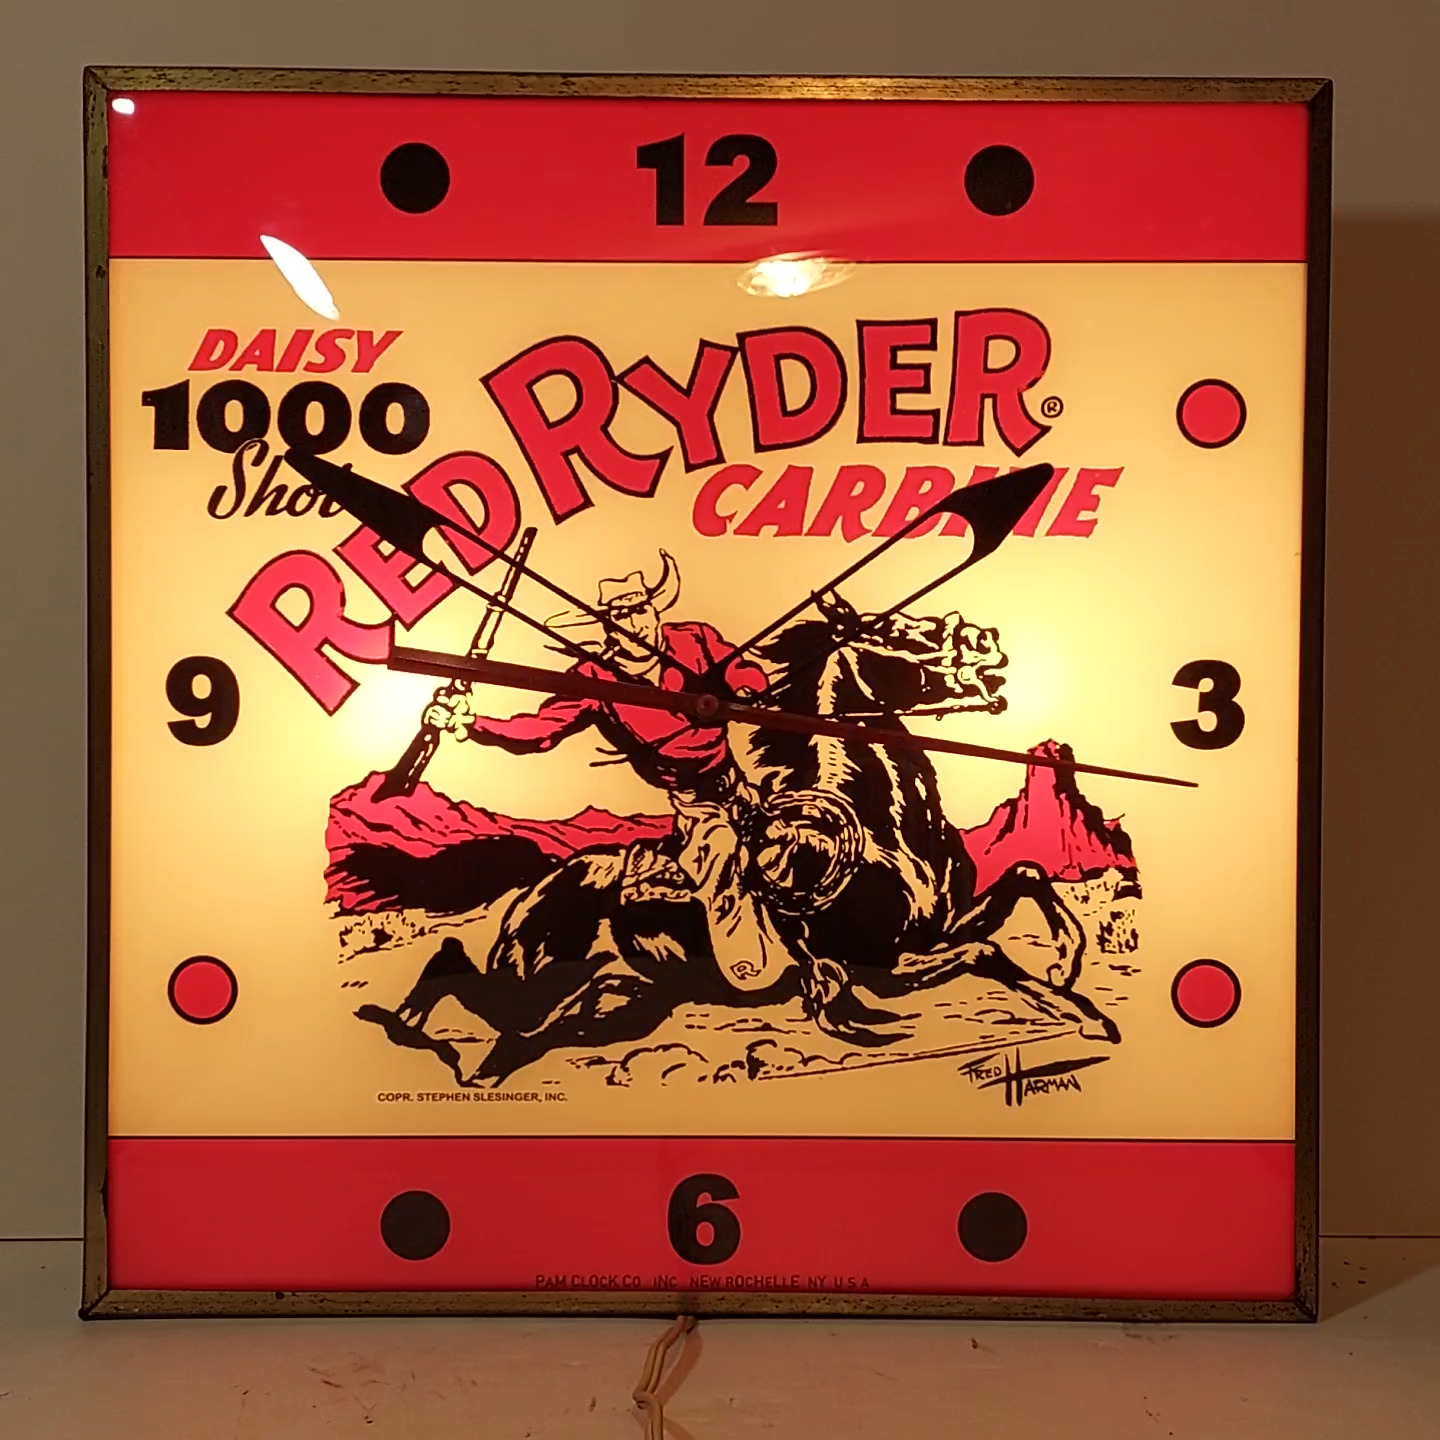 12
DAISY
1000
Shot
RED RYDER®
CARBINE
9
3
FRED HARMAN
COPR. STEPHEN SLESINGER, INC.
6
PAM CLOCK CO. INC. NEW ROCHELLE NY U.S.A